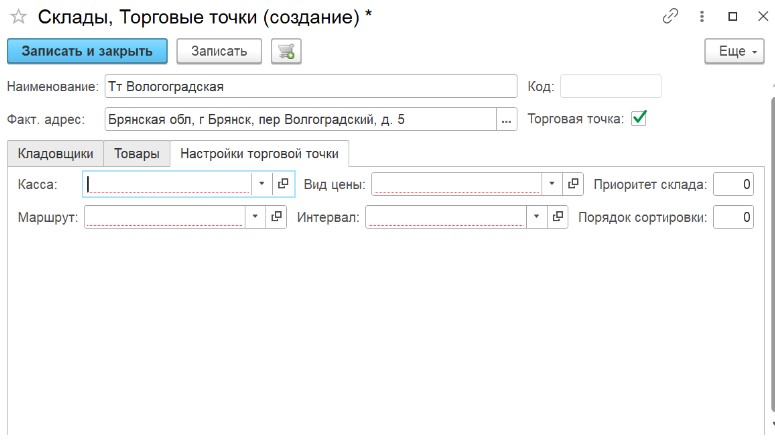 Склады, Торговые точки (создание) *
Записать и закрыть Записать Еще
Наименование: Тт Вологоградская Код:
Факт. адрес: Брянская обл, г Брянск, пер Волгоградский, д. 5 ... Торговая точка:
Кладовщики Товары Настройки торговой точки
Касса: Вид цены: Приоритет склада: 0
Маршрут: Интервал: Порядок сортировки: 0